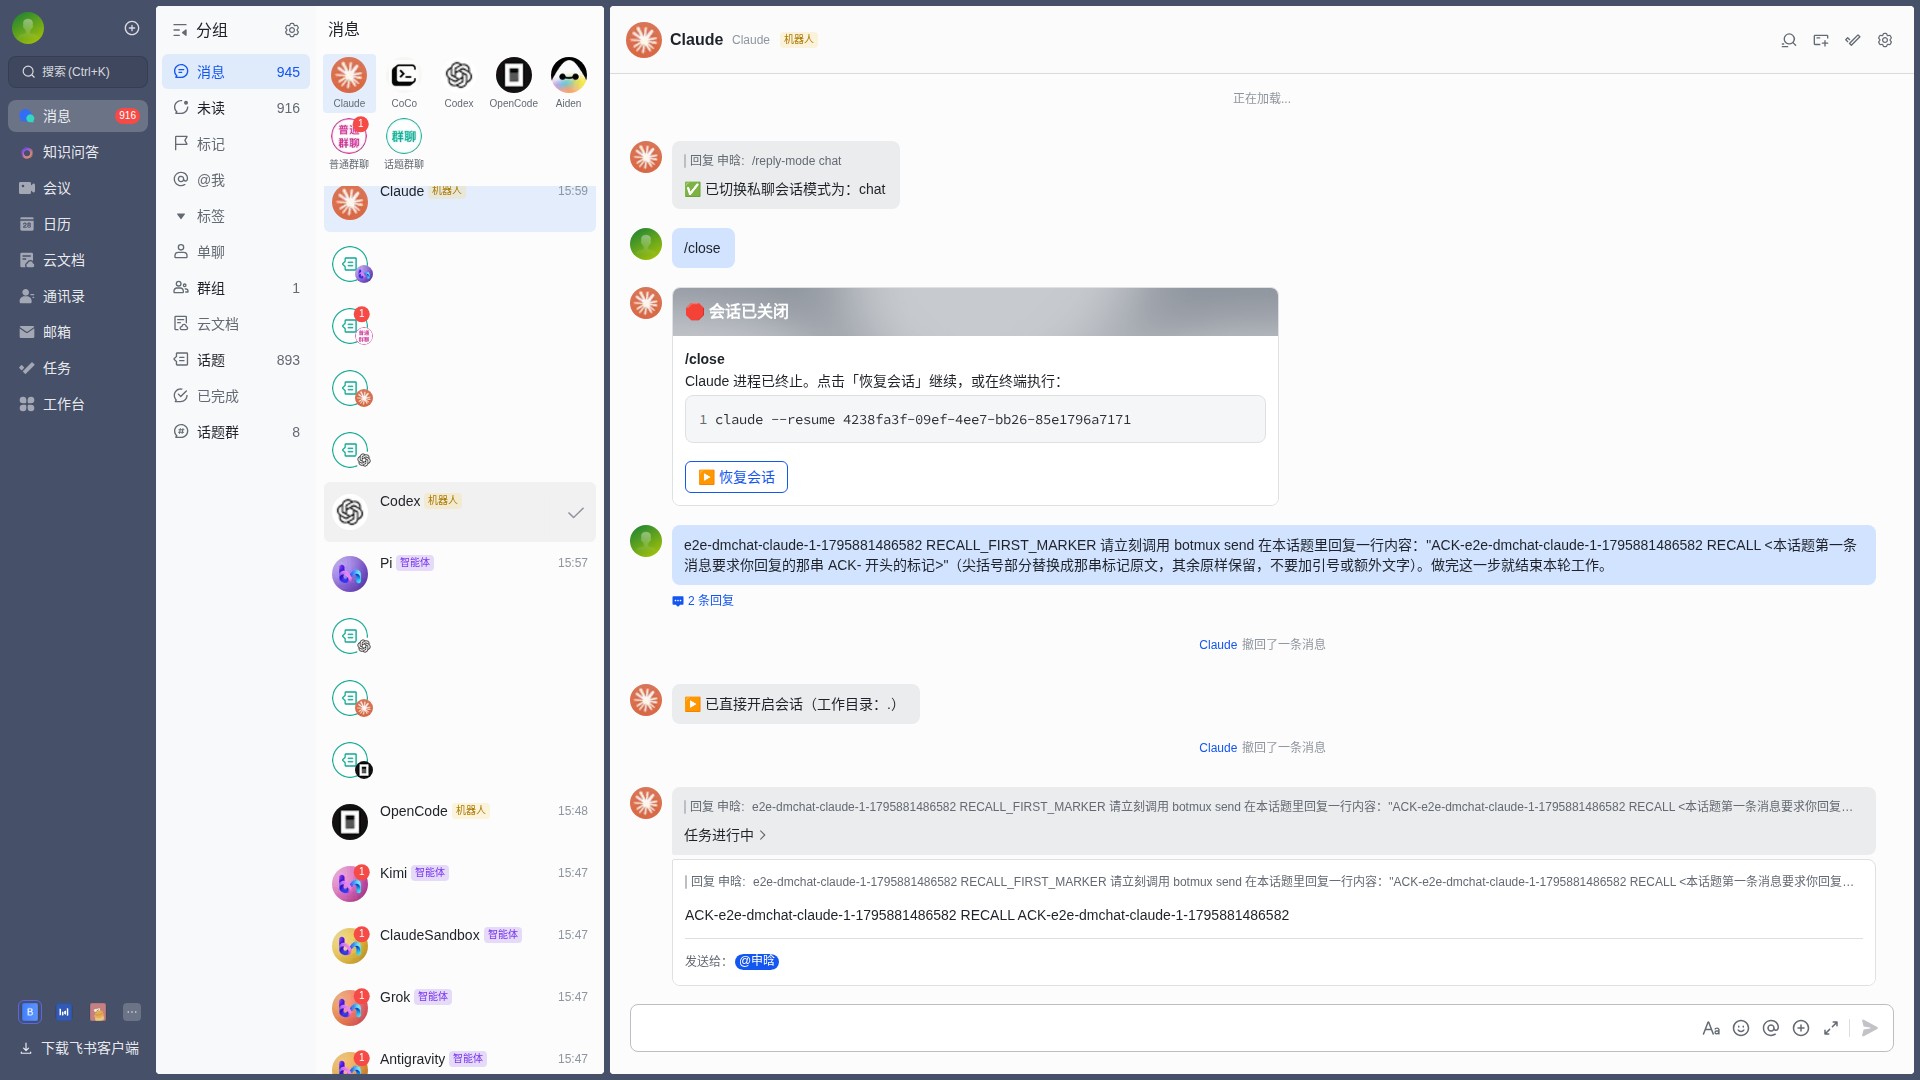 搜索 (Ctrl+K)
消息 916
知识问答
会议
日历
云文档
通讯录
邮箱
任务
工作台
下载飞书客户端
分组
消息 945
未读 916
标记
@我
标签
单聊
群组 1
云文档
话题 893
已完成
话题群 8
消息
Claude
CoCo
Codex
OpenCode
Aiden
普通群聊 1
群聊
普通群聊
话题群聊
Claude 机器人 15:59
1
普通群聊
Codex 机器人
Pi 智能体 15:57
OpenCode 机器人 15:48
1 Kimi 智能体 15:47
1 ClaudeSandbox 智能体 15:47
1 Grok 智能体 15:47
1 Antigravity 智能体 15:47
Claude Claude 机器人
正在加载...
回复 申晗：/reply-mode chat
已切换私聊会话模式为：chat
/close
会话已关闭
/close
Claude 进程已终止。点击「恢复会话」继续，或在终端执行：
1 claude --resume 4238fa3f-09ef-4ee7-bb26-85e1796a7171
恢复会话
e2e-dmchat-claude-1-1795881486582 RECALL_FIRST_MARKER 请立刻调用 botmux send 在本话题里回复一行内容："ACK-e2e-dmchat-claude-1-1795881486582 RECALL <本话题第一条
消息要求你回复的那串 ACK- 开头的标记>"（尖括号部分替换成那串标记原文，其余原样保留，不要加引号或额外文字）。做完这一步就结束本轮工作。
2 条回复
Claude 撤回了一条消息
已直接开启会话（工作目录：.）
Claude 撤回了一条消息
回复 申晗：e2e-dmchat-claude-1-1795881486582 RECALL_FIRST_MARKER 请立刻调用 botmux send 在本话题里回复一行内容："ACK-e2e-dmchat-claude-1-1795881486582 RECALL <本话题第一条消息要求你回复...
任务进行中
回复 申晗：e2e-dmchat-claude-1-1795881486582 RECALL_FIRST_MARKER 请立刻调用 botmux send 在本话题里回复一行内容："ACK-e2e-dmchat-claude-1-1795881486582 RECALL <本话题第一条消息要求你回复...
ACK-e2e-dmchat-claude-1-1795881486582 RECALL ACK-e2e-dmchat-claude-1-1795881486582
发送给：@申晗